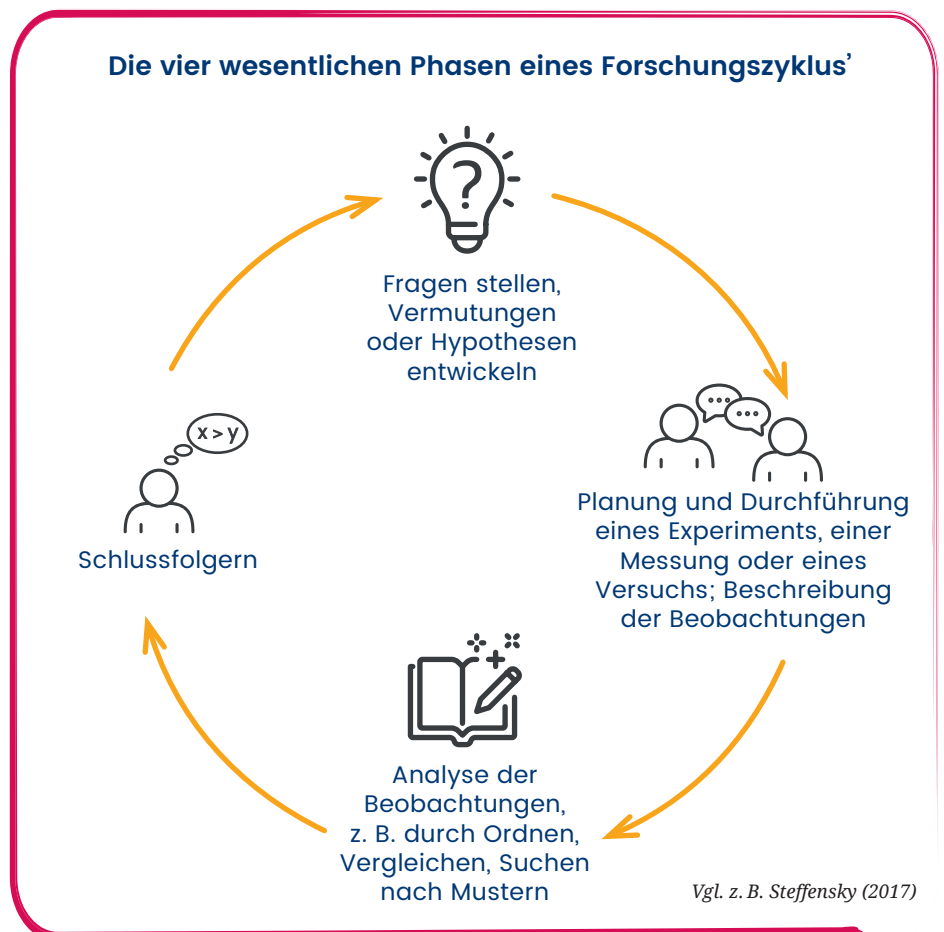 Die vier wesentlichen Phasen eines Forschungszyklus’
?
Fragen stellen,
Vermutungen
oder Hypothesen
entwickeln
Planung und Durchführung
eines Experiments, einer
Messung oder eines
Versuchs; Beschreibung
der Beobachtungen
Analyse der
Beobachtungen,
z. B. durch Ordnen,
Vergleichen, Suchen
nach Mustern
x > y
Schlussfolgern
Vgl. z. B. Steffensky (2017)